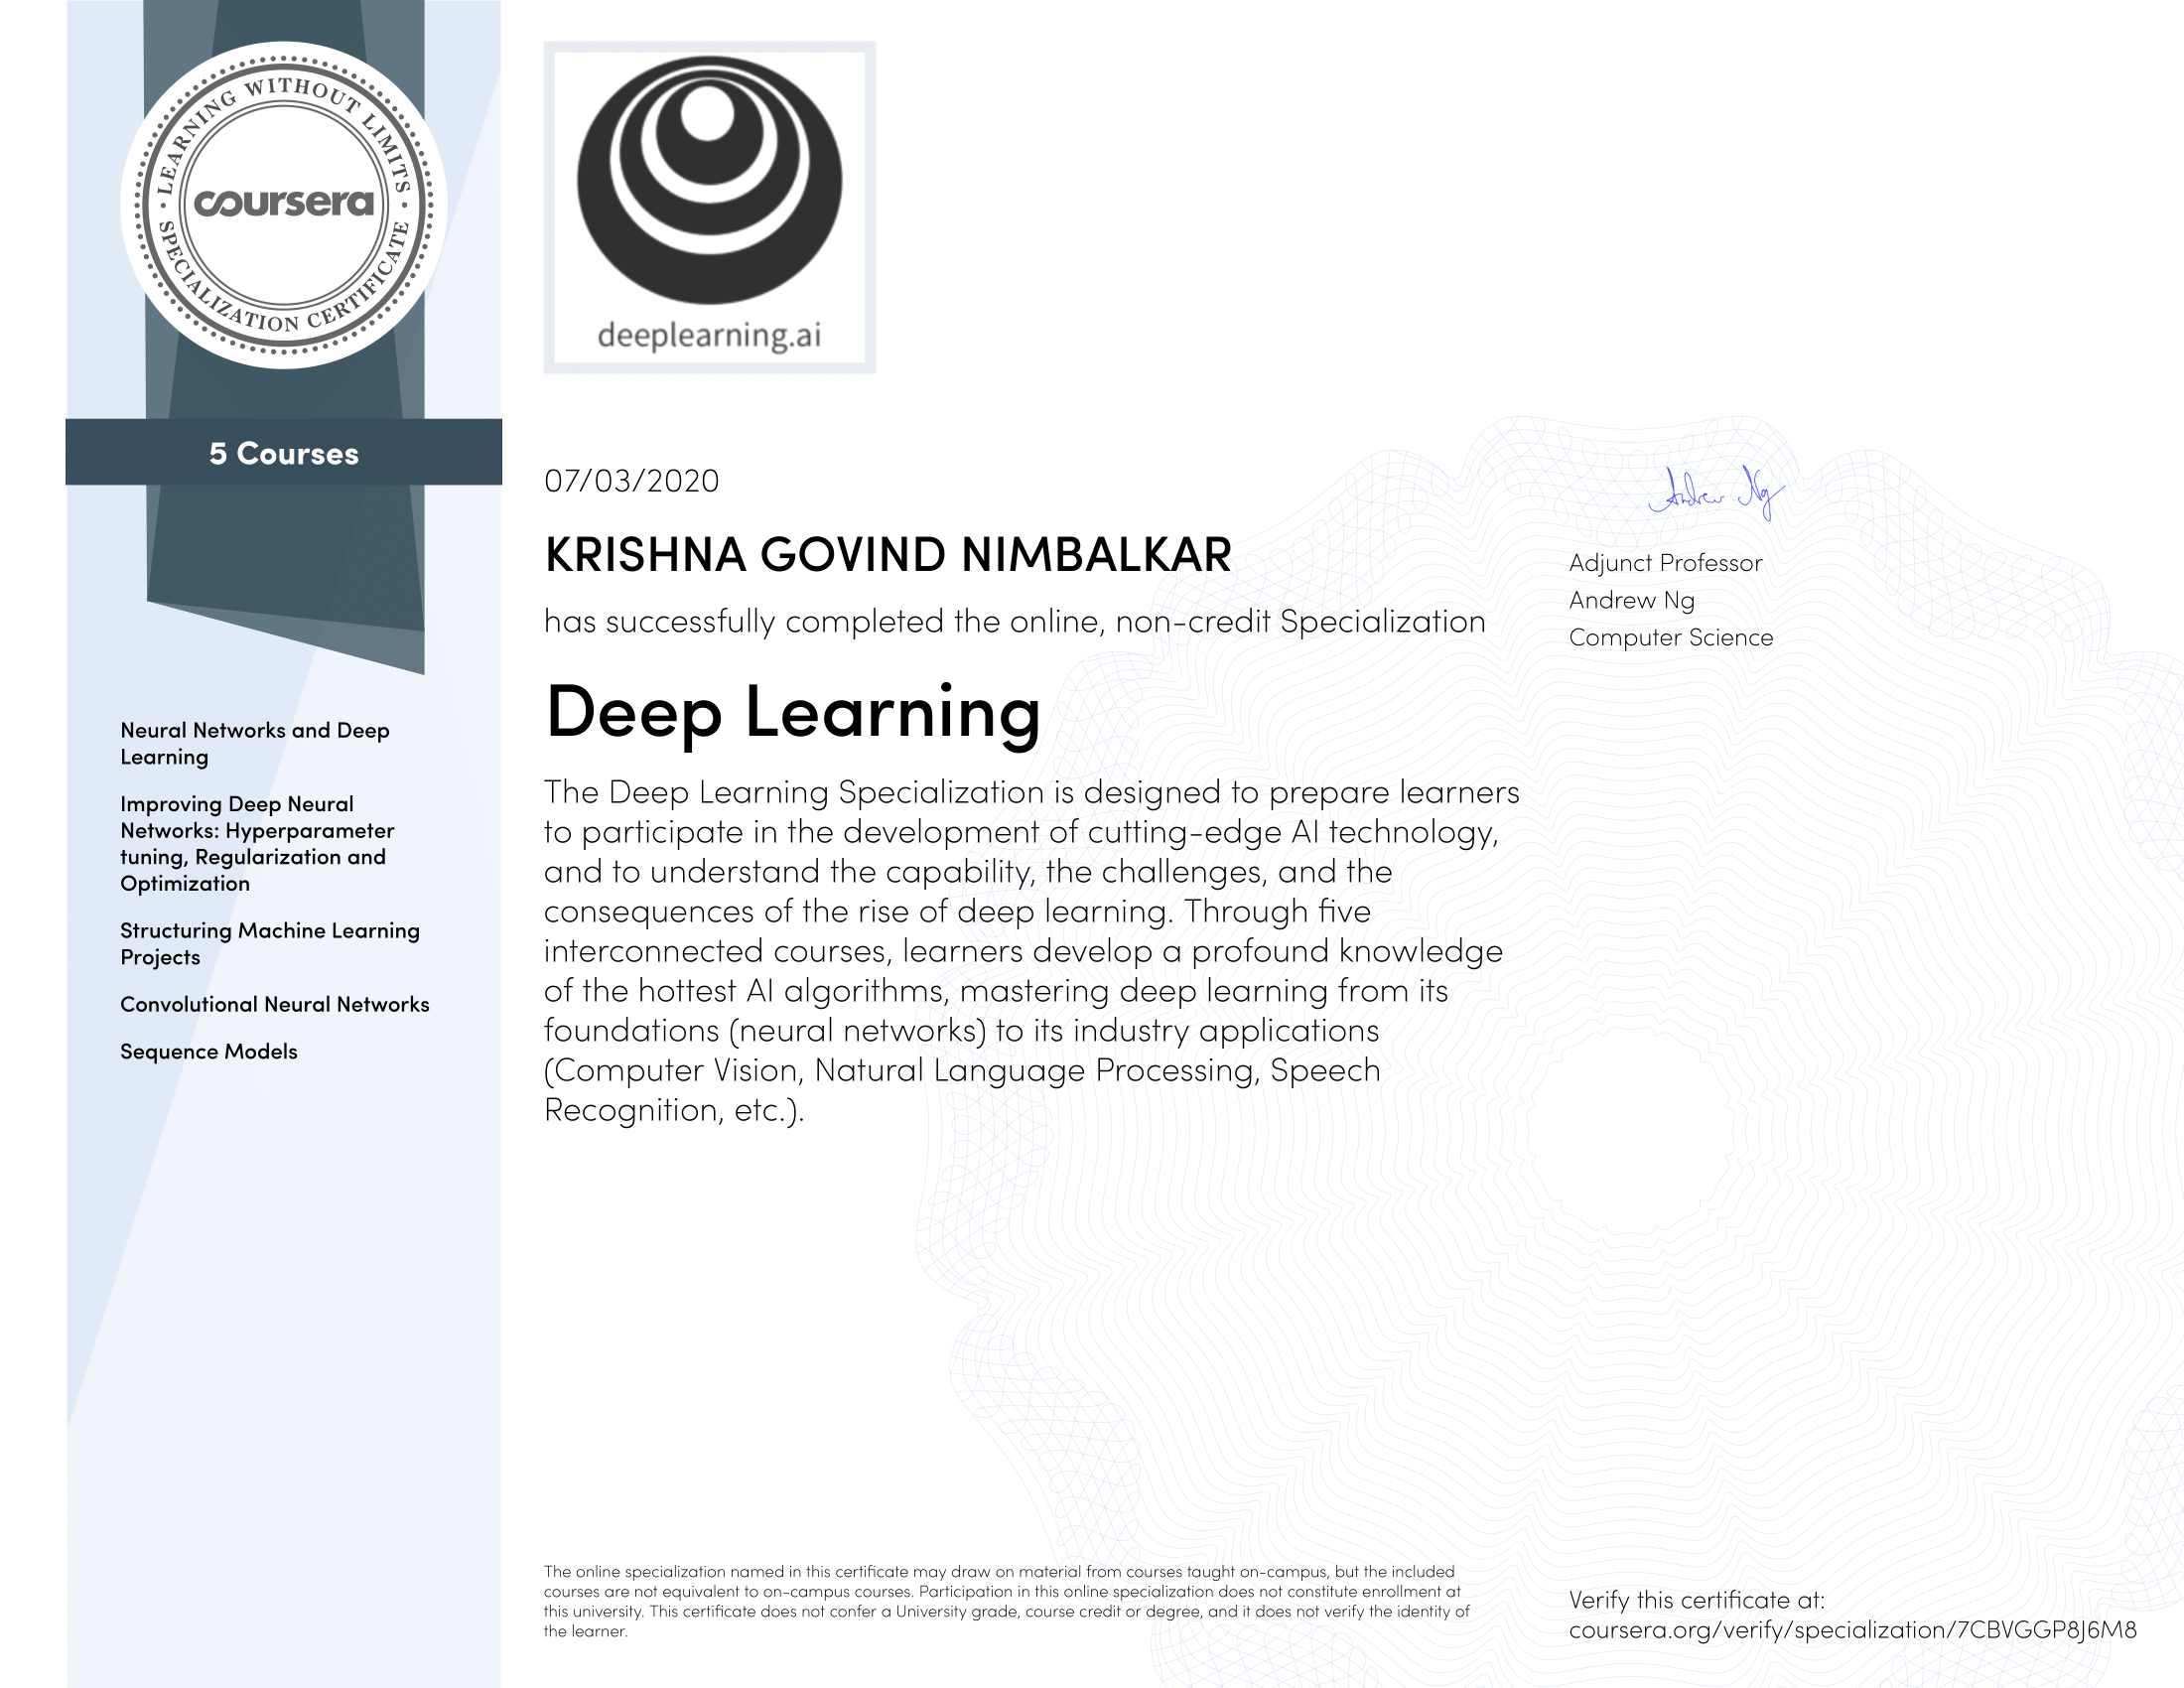 LEARNING WITHOUT LIMITS
coursera
SPECIALIZATION CERTIFICATE
5 Courses
Neural Networks and Deep
Learning
Improving Deep Neural
Networks: Hyperparameter
tuning, Regularization and
Optimization
Structuring Machine Learning
Projects
Convolutional Neural Networks
Sequence Models
deeplearning.ai
07/03/2020
KRISHNA GOVIND NIMBALKAR
has successfully completed the online, non-credit Specialization
Deep Learning
The Deep Learning Specialization is designed to prepare learners
to participate in the development of cutting-edge AI technology,
and to understand the capability, the challenges, and the
consequences of the rise of deep learning. Through five
interconnected courses, learners develop a profound knowledge
of the hottest AI algorithms, mastering deep learning from its
foundations (neural networks) to its industry applications
(Computer Vision, Natural Language Processing, Speech
Recognition, etc.).
Andrew Ng
Adjunct Professor
Andrew Ng
Computer Science
The online specialization named in this certificate may draw on material from courses taught on-campus, but the included
courses are not equivalent to on-campus courses. Participation in this online specialization does not constitute enrollment at
this university. This certificate does not confer a University grade, course credit or degree, and it does not verify the identity of
the learner.
Verify this certificate at:
coursera.org/verify/specialization/7CBVGGP8J6M8